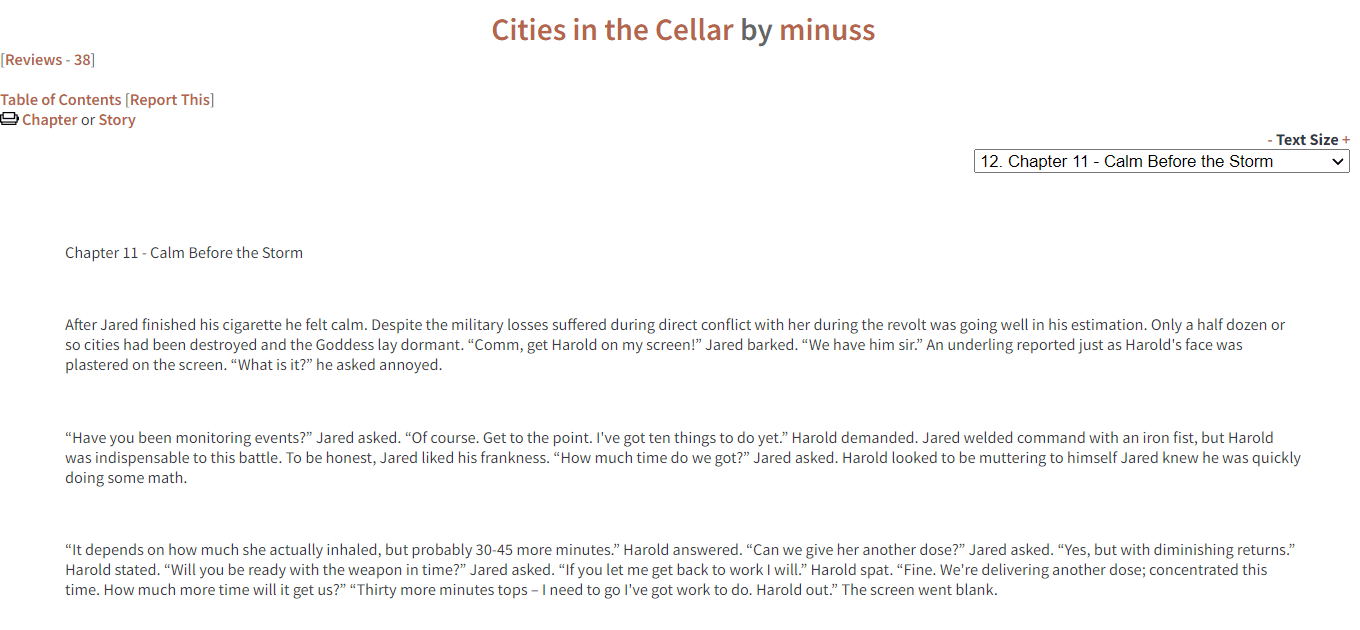 Cities in the Cellar by minuss
[Reviews - 38]
Table of Contents [Report This]
Chapter or Story
- Text Size +
12. Chapter 11 - Calm Before the Storm
Chapter 11 - Calm Before the Storm
After Jared finished his cigarette he felt calm. Despite the military losses suffered during direct conflict with her during the revolt was going well in his estimation. Only a half dozen or
so cities had been destroyed and the Goddess lay dormant. “Comm, get Harold on my screen!” Jared barked. “We have him sir.” An underling reported just as Harold's face was
plastered on the screen. “What is it?” he asked annoyed.
“Have you been monitoring events?” Jared asked. “Of course. Get to the point. I've got ten things to do yet.” Harold demanded. Jared welded command with an iron fist, but Harold
was indispensable to this battle. To be honest, Jared liked his frankness. “How much time do we got?” Jared asked. Harold looked to be muttering to himself Jared knew he was quickly
doing some math.
“It depends on how much she actually inhaled, but probably 30-45 more minutes.” Harold answered. “Can we give her another dose?” Jared asked. “Yes, but with diminishing returns.”
Harold stated. “Will you be ready with the weapon in time?” Jared asked. “If you let me get back to work I will.” Harold spat. “Fine. We're delivering another dose; concentrated this
time. How much more time will it get us?” “Thirty more minutes tops – I need to go I've got work to do. Harold out.” The screen went blank.